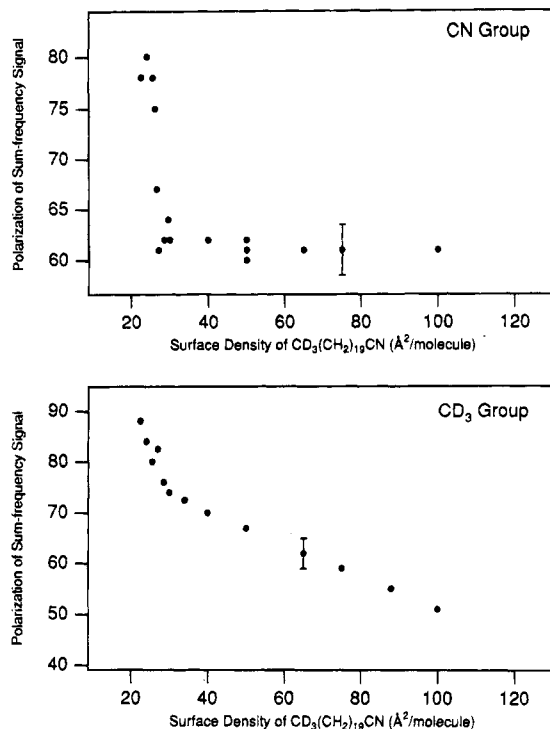 CN Group
Polarization of Sum-frequency Signal
80
75
70
65
60
20 40 60 80 100 120
Surface Density of CD₃(CH₂)₁₉CN (Å²/molecule)
CD₃ Group
Polarization of Sum-frequency Signal
90
80
70
60
50
40
20 40 60 80 100 120
Surface Density of CD₃(CH₂)₁₉CN (Å²/molecule)